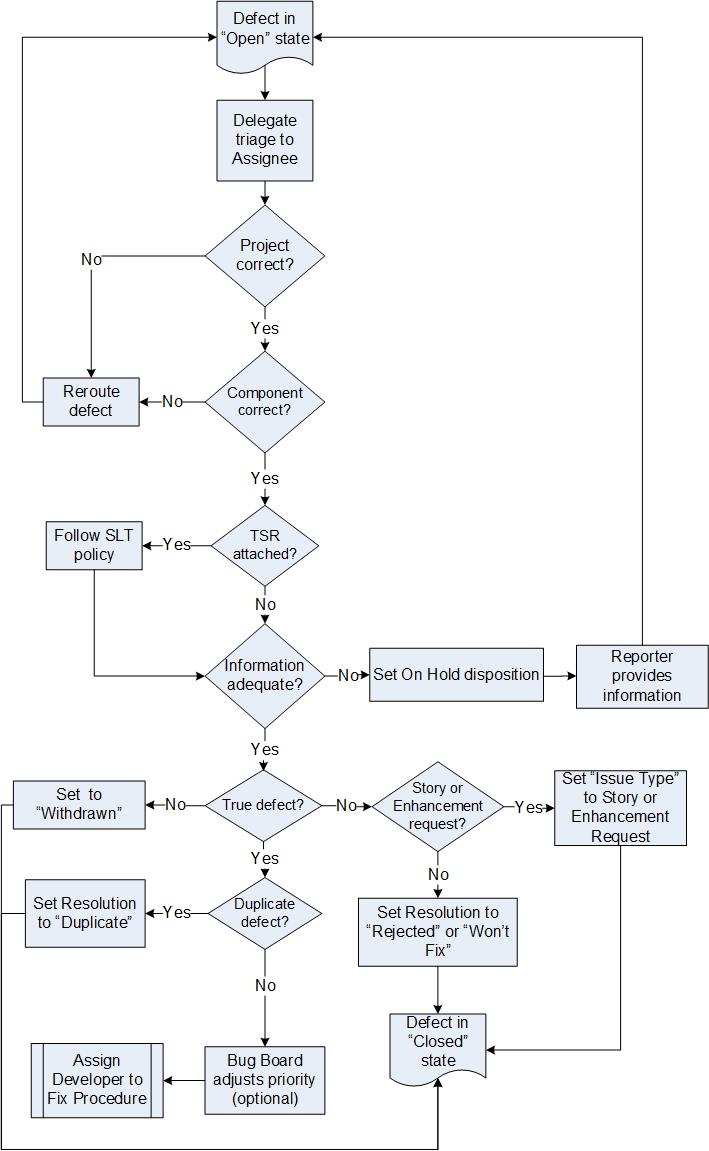 Defect in
“Open” state
Delegate
triage to
Assignee
Project
correct?
No
Yes
Reroute
defect
No
Component
correct?
Yes
Follow SLT
policy
Yes
TSR
attached?
No
Information
adequate?
No
Set On Hold disposition
Reporter
provides
information
Yes
Set to
“Withdrawn”
No
True defect?
No
Story or
Enhancement
request?
Yes
Set “Issue Type”
to Story or
Enhancement
Request
Yes
No
Set Resolution
to “Duplicate”
Yes
Duplicate
defect?
Set Resolution to
“Rejected” or “Won’t
Fix”
No
Defect in
“Closed”
state
Assign
Developer to
Fix Procedure
Bug Board
adjusts priority
(optional)